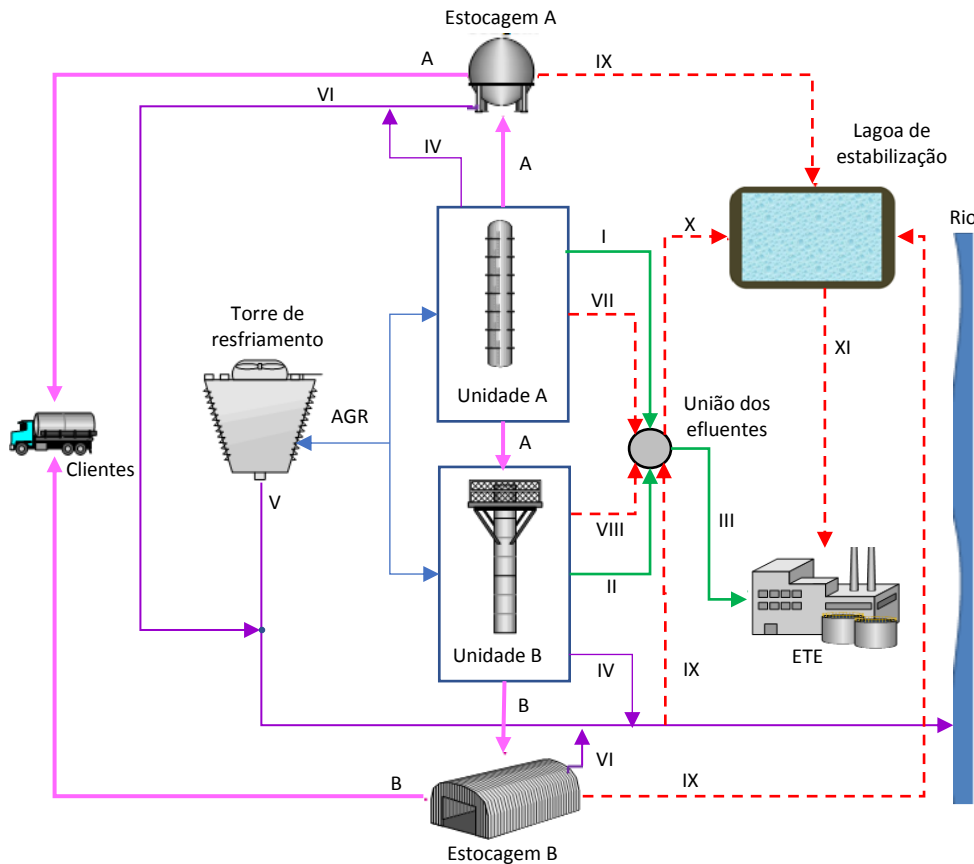 Estocagem A
A
IX
VI
Lagoa de
estabilização
IV
A
Rio
I
X
VII
Torre de
resfriamento
XI
Unidade A
AGR
União dos
efluentes
A
Clientes
V
VIII
III
II
Unidade B
IV
ETE
IX
B
VI
B
IX
Estocagem B